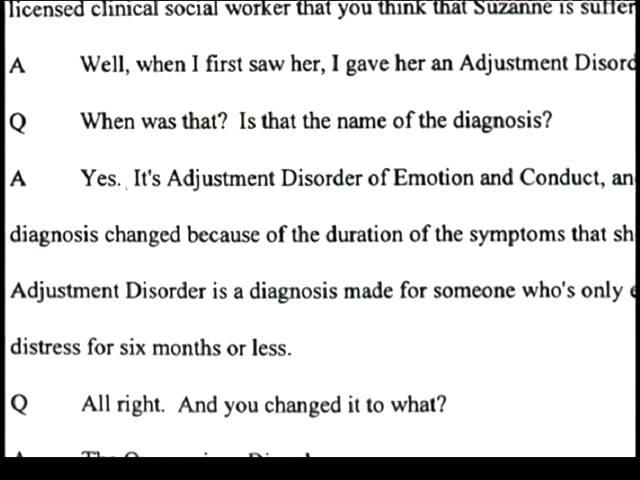 licensed clinical social worker that you think that Suzanne is suffer
A Well, when I first saw her, I gave her an Adjustment Disord
Q When was that? Is that the name of the diagnosis?
A Yes. It's Adjustment Disorder of Emotion and Conduct, an
diagnosis changed because of the duration of the symptoms that sh
Adjustment Disorder is a diagnosis made for someone who's only
distress for six months or less.
Q All right. And you changed it to what?
A